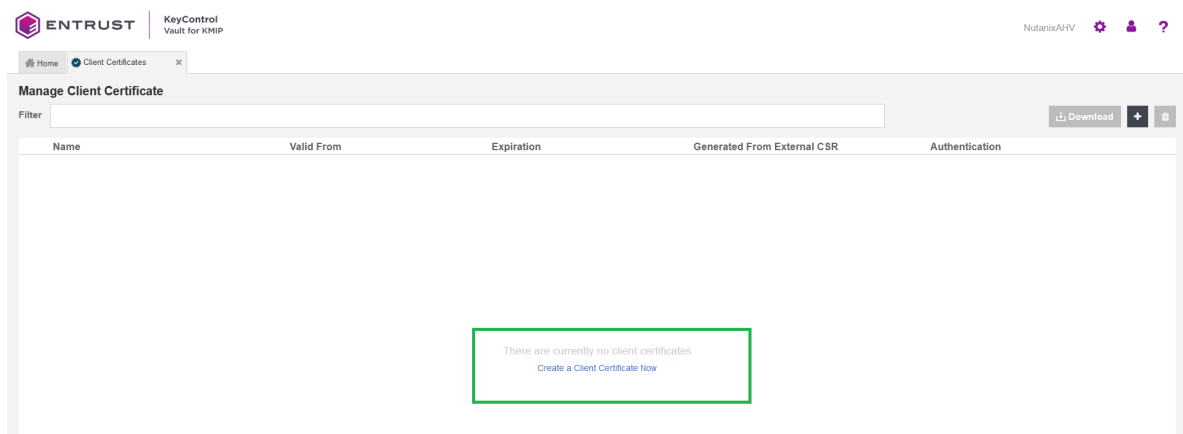 ENTRUST
KeyControl
Vault for KMIP
NutanixAHV
?
Home
Client Certificates
Manage Client Certificate
Filter
Download
Name Valid From Expiration Generated From External CSR Authentication
There are currently no client certificates
Create a Client Certificate Now